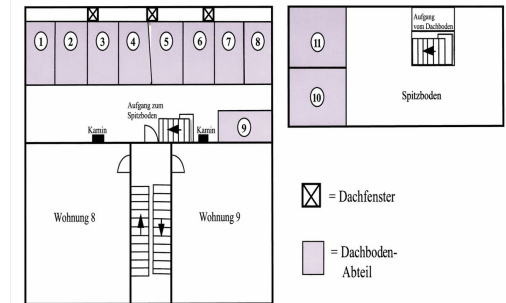 1 2 3 4 5 6 7 8
Aufgang zum
Spitzboden
9
Kamin
Kamin
Wohnung 8
Wohnung 9
Aufgang
vom Dachboden
11
10
Spitzboden
= Dachfenster
= Dachboden-
Abteil